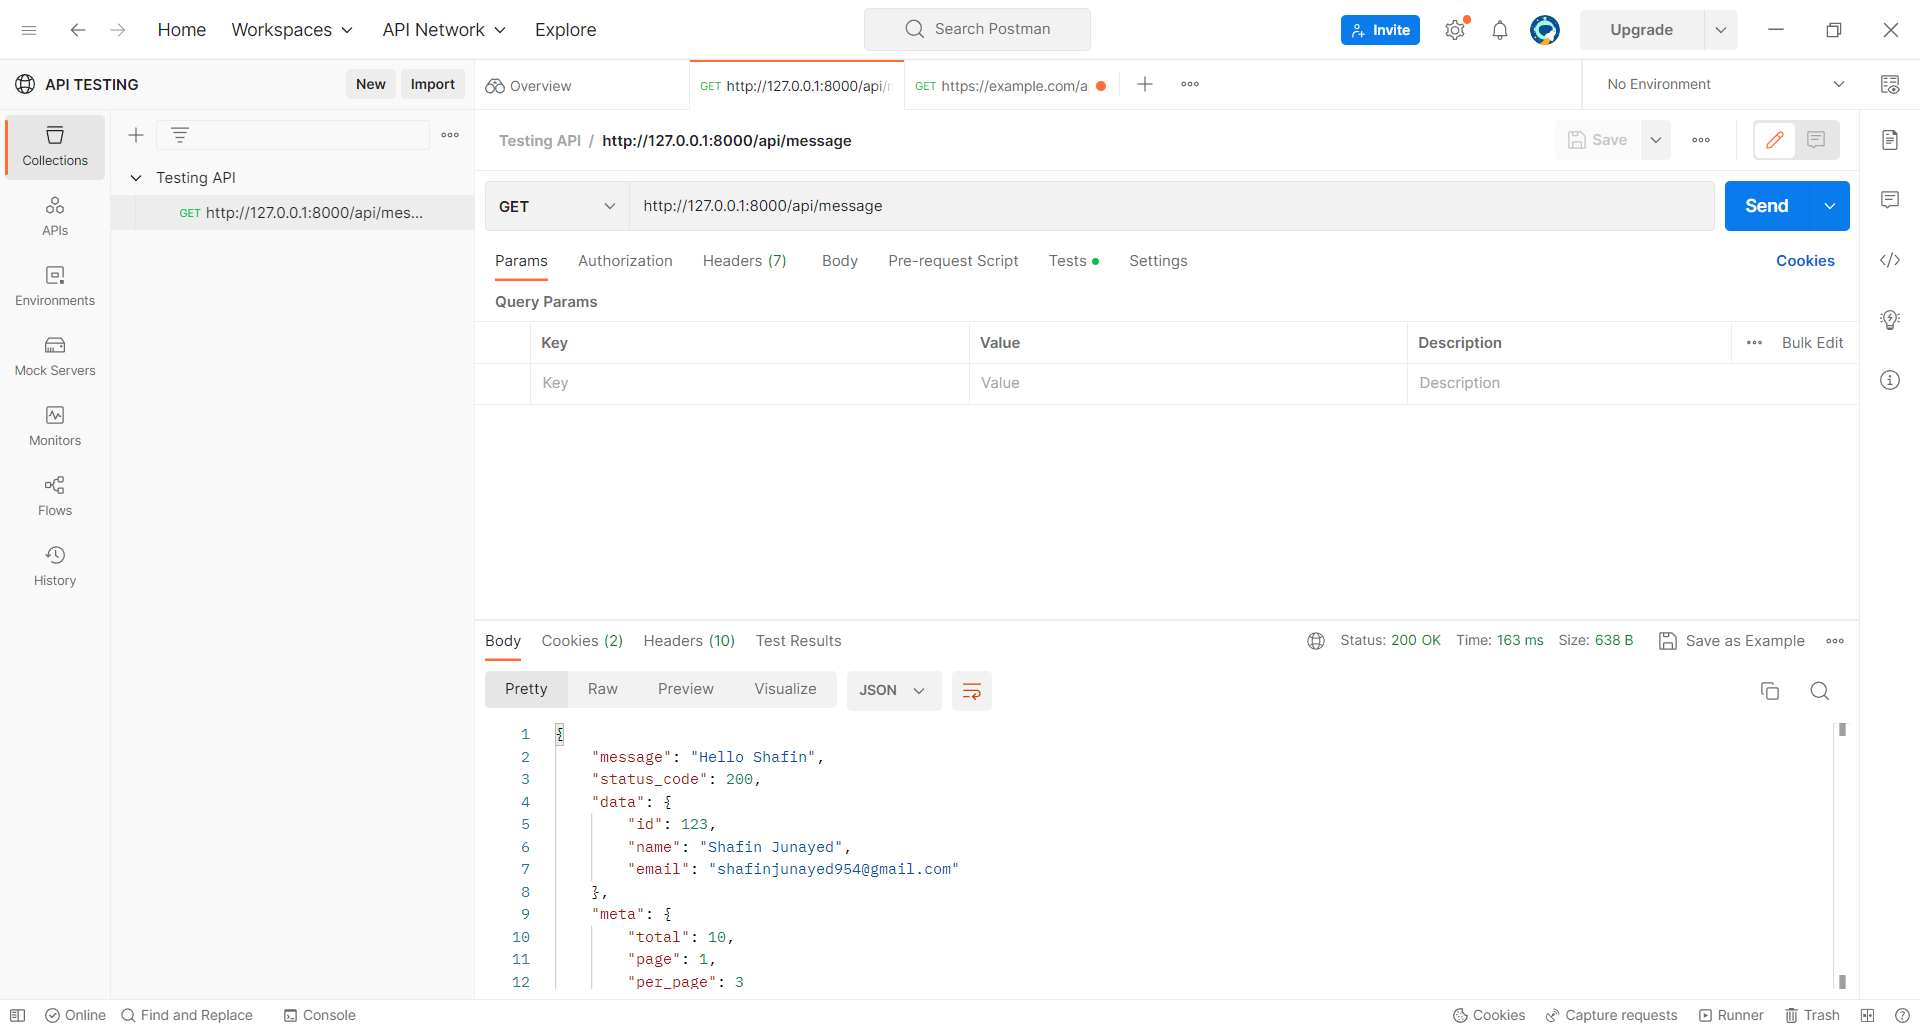 Home Workspaces API Network Explore Search Postman Invite Upgrade
API TESTING New Import Overview GET http://127.0.0.1:8000/api/ GET https://example.com/a No Environment
Collections
APIs
Environments
Mock Servers
Monitors
Flows
History
Testing API
GET http://127.0.0.1:8000/api/mes...
Testing API / http://127.0.0.1:8000/api/message Save
GET http://127.0.0.1:8000/api/message Send
Params Authorization Headers (7) Body Pre-request Script Tests Settings Cookies
Query Params
Key Value Description Bulk Edit
Key Value Description
Body Cookies (2) Headers (10) Test Results Status: 200 OK Time: 163 ms Size: 638 B Save as Example
Pretty Raw Preview Visualize JSON
1 {
2 "message": "Hello Shafin",
3 "status_code": 200,
4 "data": {
5 "id": 123,
6 "name": "Shafin Junayed",
7 "email": "shafinjunayed954@gmail.com"
8 },
9 "meta": {
10 "total": 10,
11 "page": 1,
12 "per_page": 3
Online Find and Replace Console Cookies Capture requests Runner Trash